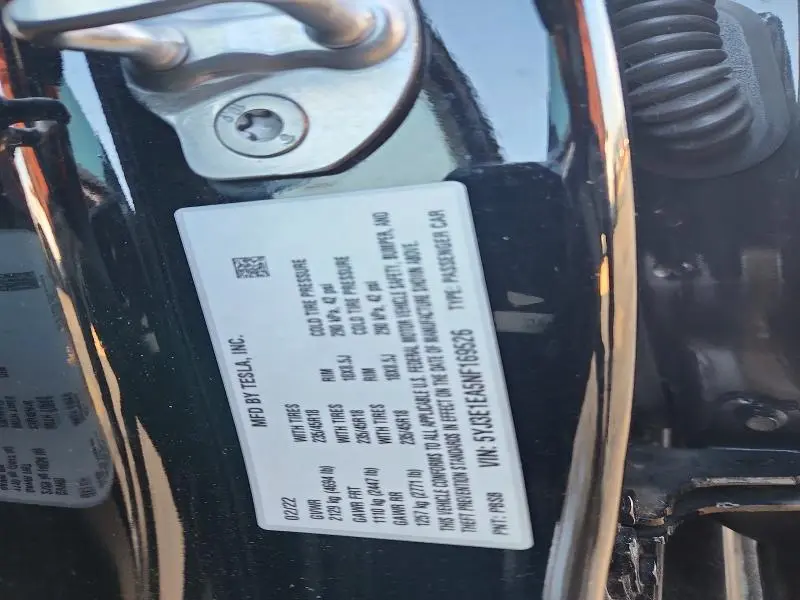 MFD BY TESLA, INC.
02/22
GVWR WITH TIRES RIM COLD TIRE PRESSURE
2129 kg (4694 lb) 235/45R18 18X8.5J 290 kPa, 42 psi
GAWR FRT WITH TIRES RIM COLD TIRE PRESSURE
1110 kg (2447 lb) 235/45R18 18X8.5J 290 kPa, 42 psi
GAWR RR
1257 kg (2771 lb) 235/45R18
THIS VEHICLE CONFORMS TO ALL APPLICABLE U.S. FEDERAL MOTOR VEHICLE SAFETY, BUMPER, AND
THEFT PREVENTION STANDARDS IN EFFECT ON THE DATE OF MANUFACTURE SHOWN ABOVE.
PNT: PBSB VIN: 5YJ3E1EA5NF169526 TYPE: PASSENGER CAR